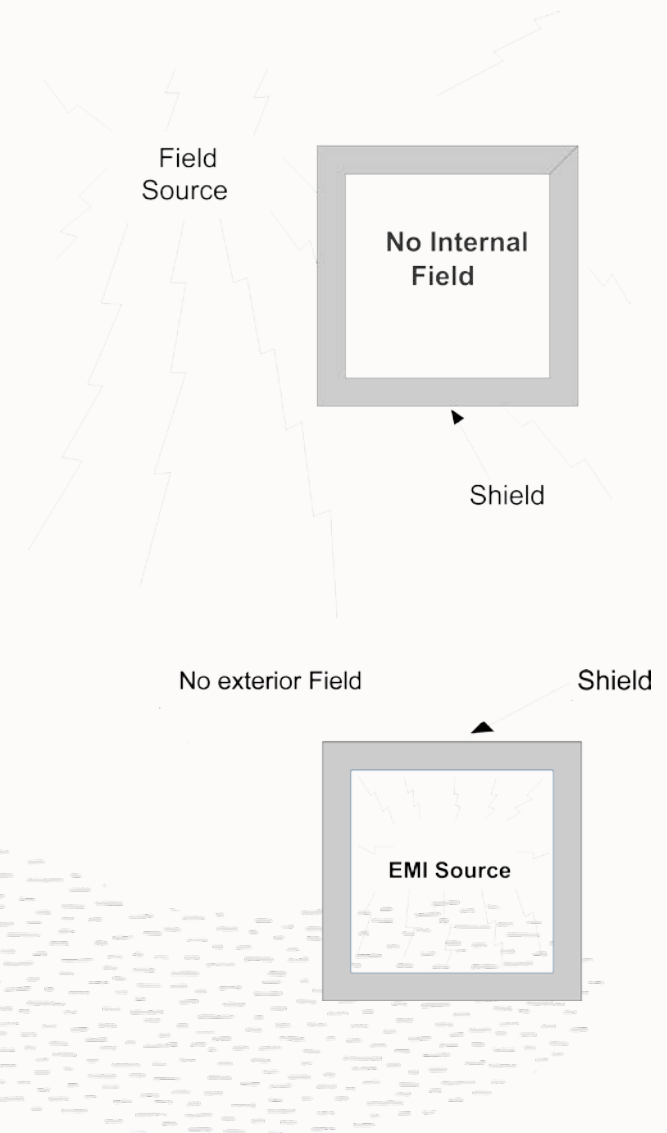 Field
Source
No Internal
Field
Shield
No exterior Field
Shield
EMI Source